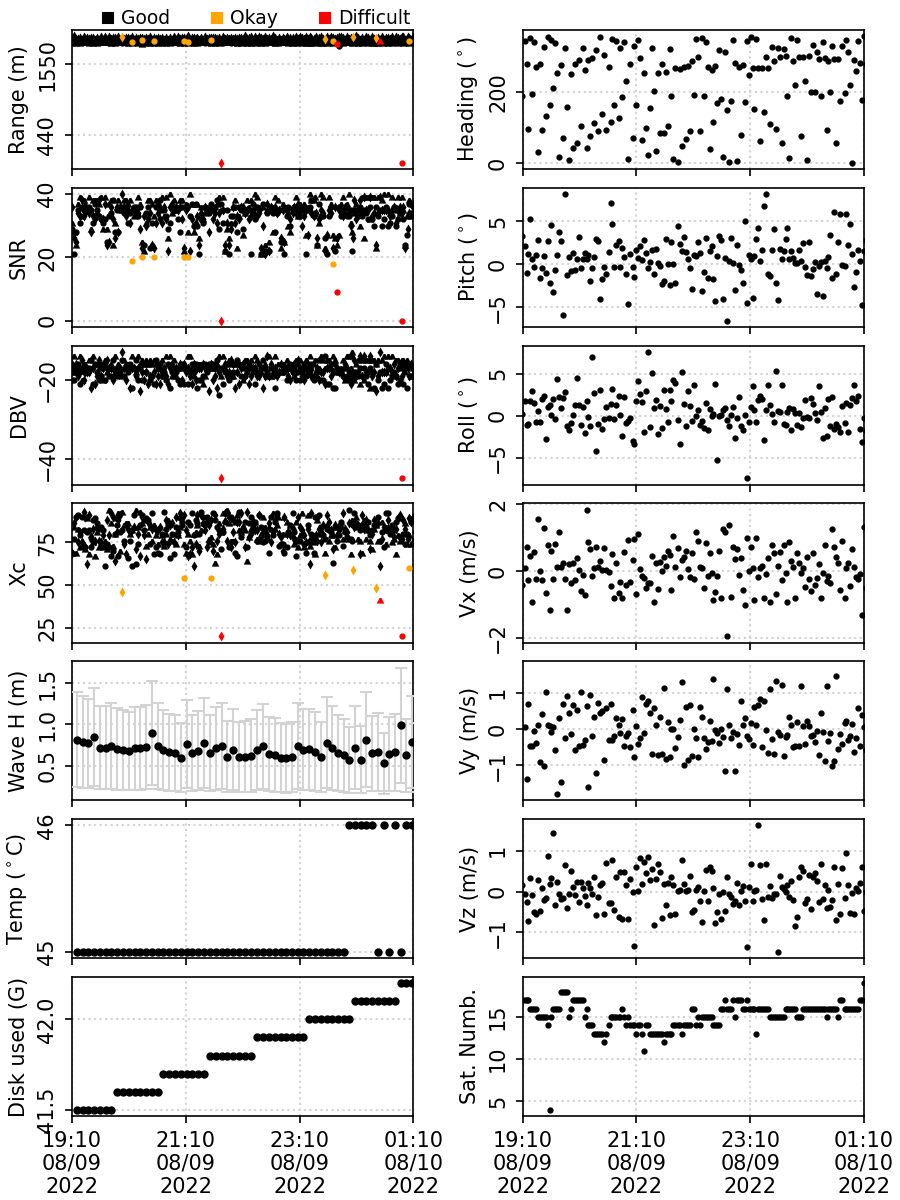 Good Okay Difficult
Range (m)
1550
440
Heading (°)
200
0
SNR
40
20
0
Pitch (°)
5
0
−5
DBV
−20
−40
Roll (°)
5
0
−5
Xc
75
50
25
Vx (m/s)
2
0
−2
Wave H (m)
1.5
1.0
0.5
Vy (m/s)
1
0
−1
Temp (°C)
46
45
Vz (m/s)
1
0
−1
Disk used (G)
42.0
41.5
Sat. Numb.
15
10
5
19:10 21:10 23:10 01:10
08/09 08/09 08/09 08/10
2022 2022 2022 2022
19:10 21:10 23:10 01:10
08/09 08/09 08/09 08/10
2022 2022 2022 2022